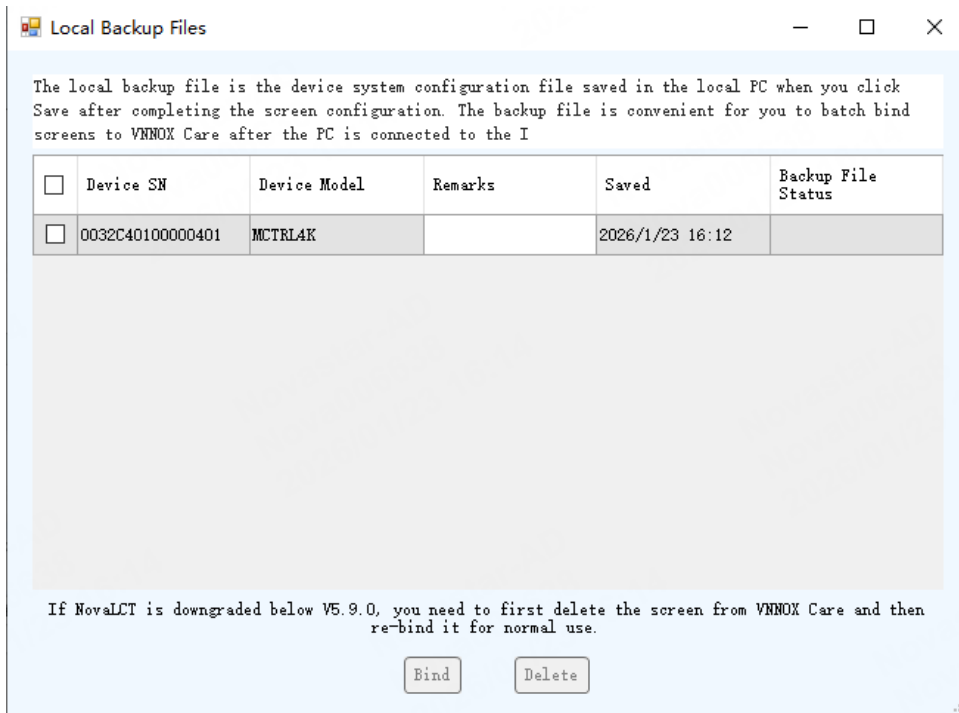 Local Backup Files
The local backup file is the device system configuration file saved in the local PC when you click
Save after completing the screen configuration. The backup file is convenient for you to batch bind
screens to VNNOX Care after the PC is connected to the I
Device SN Device Model Remarks Saved Backup File Status
0032C40100000401 MCTRL4K 2026/1/23 16:12
If NovaLCT is downgraded below V5.9.0, you need to first delete the screen from VNNOX Care and then
re-bind it for normal use.
Bind Delete